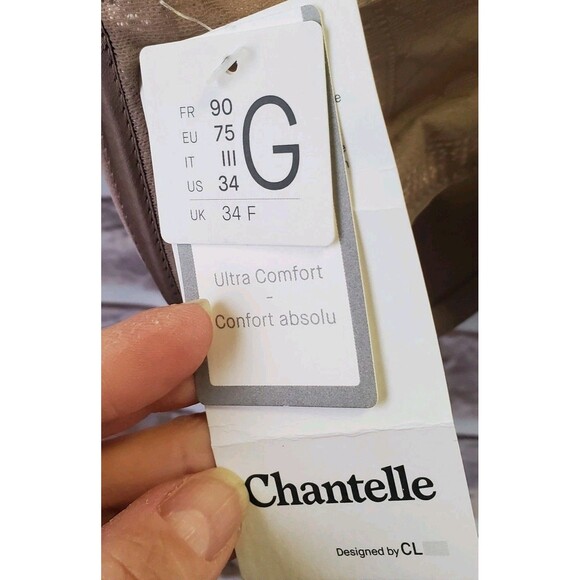 FR 90
EU 75
IT III
US 34
G
UK 34 F
Ultra Comfort
-
Confort absolu
Chantelle
Designed by CL